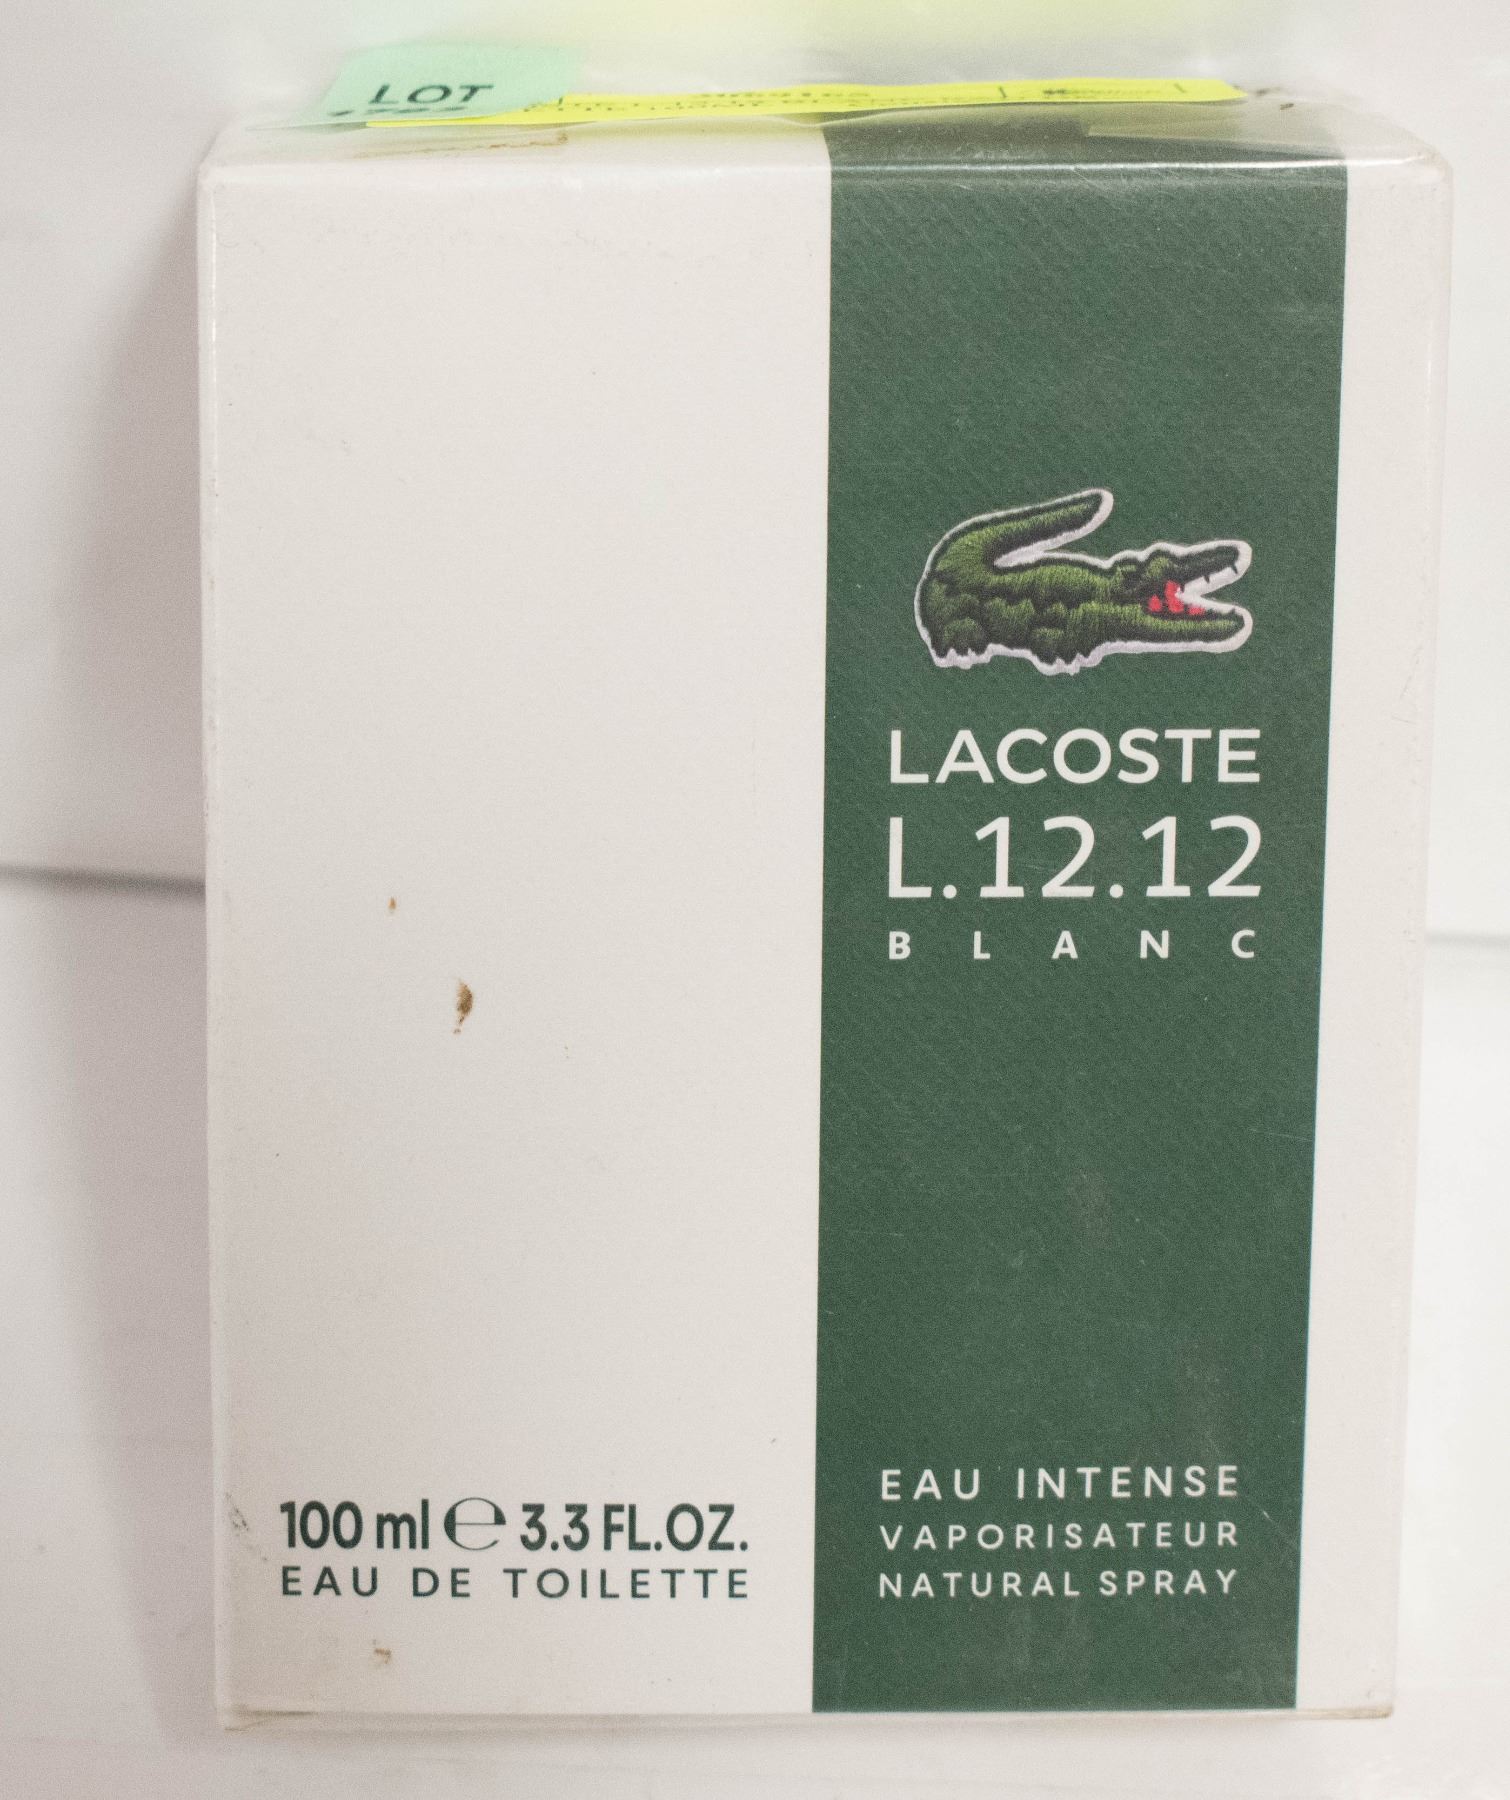 LOT
LACOSTE
L.12.12
BLANC
EAU INTENSE
VAPORISATEUR
NATURAL SPRAY
100 ml ℮ 3.3 FL.OZ.
EAU DE TOILETTE